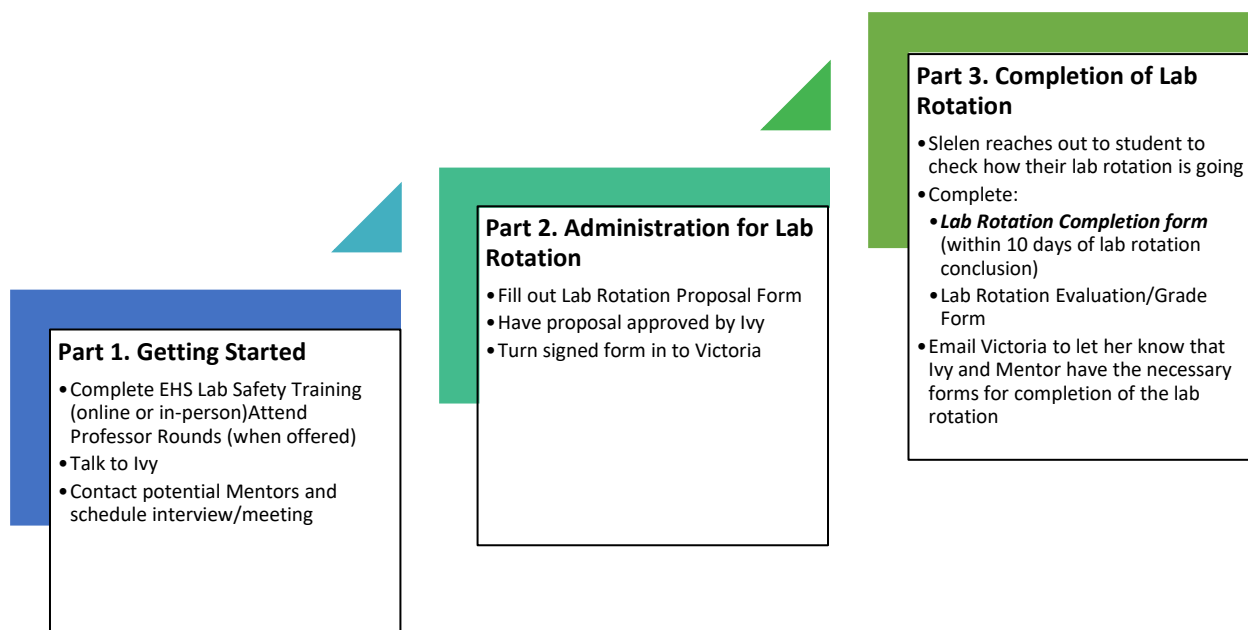 Part 1. Getting Started
•Complete EHS Lab Safety Training
(online or in-person)Attend
Professor Rounds (when offered)
•Talk to Ivy
•Contact potential Mentors and
schedule interview/meeting
Part 2. Administration for Lab
Rotation
•Fill out Lab Rotation Proposal Form
•Have proposal approved by Ivy
•Turn signed form in to Victoria
Part 3. Completion of Lab
Rotation
•Slelen reaches out to student to
check how their lab rotation is going
•Complete:
•Lab Rotation Completion form
(within 10 days of lab rotation
conclusion)
•Lab Rotation Evaluation/Grade
Form
•Email Victoria to let her know that
Ivy and Mentor have the necessary
forms for completion of the lab
rotation